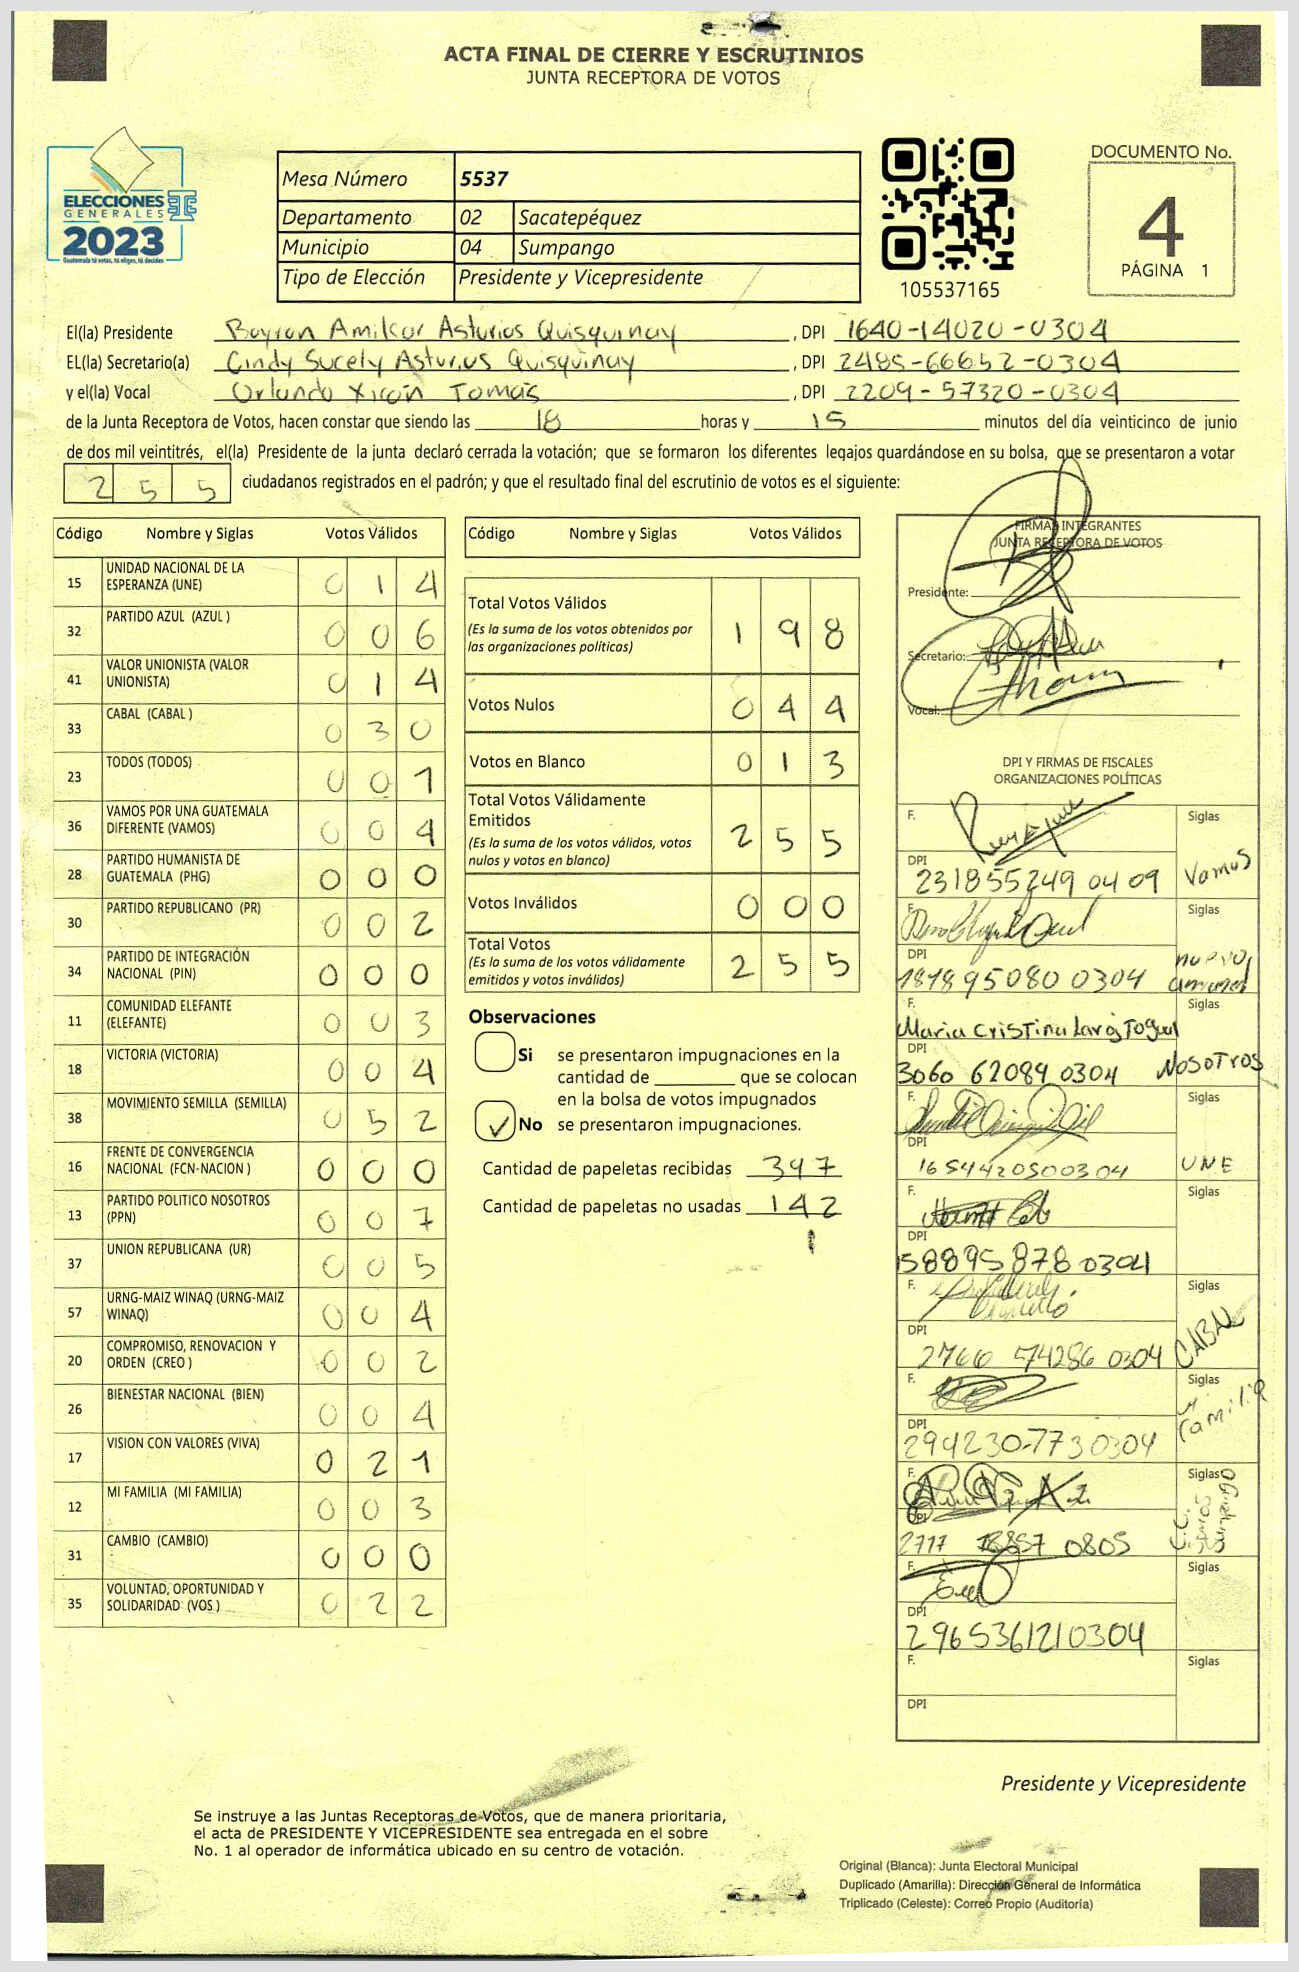 ACTA FINAL DE CIERRE Y ESCRUTINIOS
JUNTA RECEPTORA DE VOTOS
ELECCIONES
GENERALES
2023
Guatemala tú votas, tú eliges, tú decides
Mesa Número 5537
Departamento 02 Sacatepéquez
Municipio 04 Sumpango
Tipo de Elección Presidente y Vicepresidente
105537165
DOCUMENTO No.
4
PÁGINA 1
El(la) Presidente Bayron Amilcar Asturias Quisquinay , DPI 1640-14020-0304
EL(la) Secretario(a) Cindy Sucely Asturias Quisquinay , DPI 2485-66652-0304
y el(la) Vocal Orlando Xicón Tomás , DPI 2209-57320-0304
de la Junta Receptora de Votos, hacen constar que siendo las 18 horas y 15 minutos del día veinticinco de junio
de dos mil veintitrés, el(la) Presidente de la junta declaró cerrada la votación; que se formaron los diferentes legajos quardándose en su bolsa, que se presentaron a votar
255 ciudadanos registrados en el padrón; y que el resultado final del escrutinio de votos es el siguiente:
Código Nombre y Siglas Votos Válidos
15 UNIDAD NACIONAL DE LA ESPERANZA (UNE) 0 1 4
32 PARTIDO AZUL (AZUL ) 0 0 6
41 VALOR UNIONISTA (VALOR UNIONISTA) 0 1 4
33 CABAL (CABAL ) 0 3 0
23 TODOS (TODOS) 0 0 1
36 VAMOS POR UNA GUATEMALA DIFERENTE (VAMOS) 0 0 4
28 PARTIDO HUMANISTA DE GUATEMALA (PHG) 0 0 0
30 PARTIDO REPUBLICANO (PR) 0 0 2
34 PARTIDO DE INTEGRACIÓN NACIONAL (PIN) 0 0 0
11 COMUNIDAD ELEFANTE (ELEFANTE) 0 0 3
18 VICTORIA (VICTORIA) 0 0 4
38 MOVIMIENTO SEMILLA (SEMILLA) 0 5 2
16 FRENTE DE CONVERGENCIA NACIONAL (FCN-NACION ) 0 0 0
13 PARTIDO POLITICO NOSOTROS (PPN) 0 0 7
37 UNION REPUBLICANA (UR) 0 0 5
57 URNG-MAIZ WINAQ (URNG-MAIZ WINAQ) 0 0 4
20 COMPROMISO, RENOVACION Y ORDEN (CREO ) 0 0 2
26 BIENESTAR NACIONAL (BIEN) 0 0 4
17 VISION CON VALORES (VIVA) 0 2 1
12 MI FAMILIA (MI FAMILIA) 0 0 3
31 CAMBIO (CAMBIO) 0 0 0
35 VOLUNTAD, OPORTUNIDAD Y SOLIDARIDAD (VOS ) 0 2 2
Código Nombre y Siglas Votos Válidos
Total Votos Válidos 1 9 8
(Es la suma de los votos obtenidos por
las organizaciones políticas)
Votos Nulos 0 4 4
Votos en Blanco 0 1 3
Total Votos Válidamente
Emitidos 2 5 5
(Es la suma de los votos válidos, votos
nulos y votos en blanco)
Votos Inválidos 0 0 0
Total Votos 2 5 5
(Es la suma de los votos válidamente
emitidos y votos inválidos)
Observaciones
Si se presentaron impugnaciones en la
cantidad de ________ que se colocan
en la bolsa de votos impugnados
No se presentaron impugnaciones.
Cantidad de papeletas recibidas 397
Cantidad de papeletas no usadas 142
FIRMAS INTEGRANTES
JUNTA RECEPTORA DE VOTOS
Presidente:
Secretario:
Vocal:
DPI Y FIRMAS DE FISCALES
ORGANIZACIONES POLÍTICAS
F. Siglas
DPI 231855249 0409 Vamos
F. Siglas
DPI 181895080 0304 nuevo,
F. Maria Cristina Siglas
DPI 3060 62089 0304 NOSOTROS
F. Siglas
DPI 1654420500304 UNE
F. Siglas
DPI 158895878 0304
F. Siglas
DPI 2766 74286 0304 CABAL
F. Siglas
DPI 294230-773 0304 Mi Familia
F. Siglas
DPI 2717 0805 Sumpango
F. Siglas
DPI 2965361210304
F. Siglas
DPI
Presidente y Vicepresidente
Se instruye a las Juntas Receptoras de Votos, que de manera prioritaria,
el acta de PRESIDENTE Y VICEPRESIDENTE sea entregada en el sobre
No. 1 al operador de informática ubicado en su centro de votación.
Original (Blanca): Junta Electoral Municipal
Duplicado (Amarilla): Dirección General de Informática
Triplicado (Celeste): Correo Propio (Auditoría)